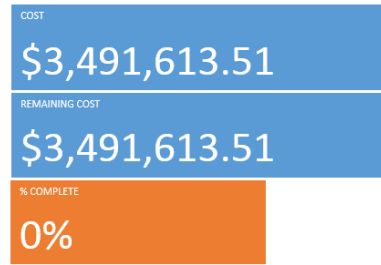 COST
$3,491,613.51
REMAINING COST
$3,491,613.51
% COMPLETE
0%